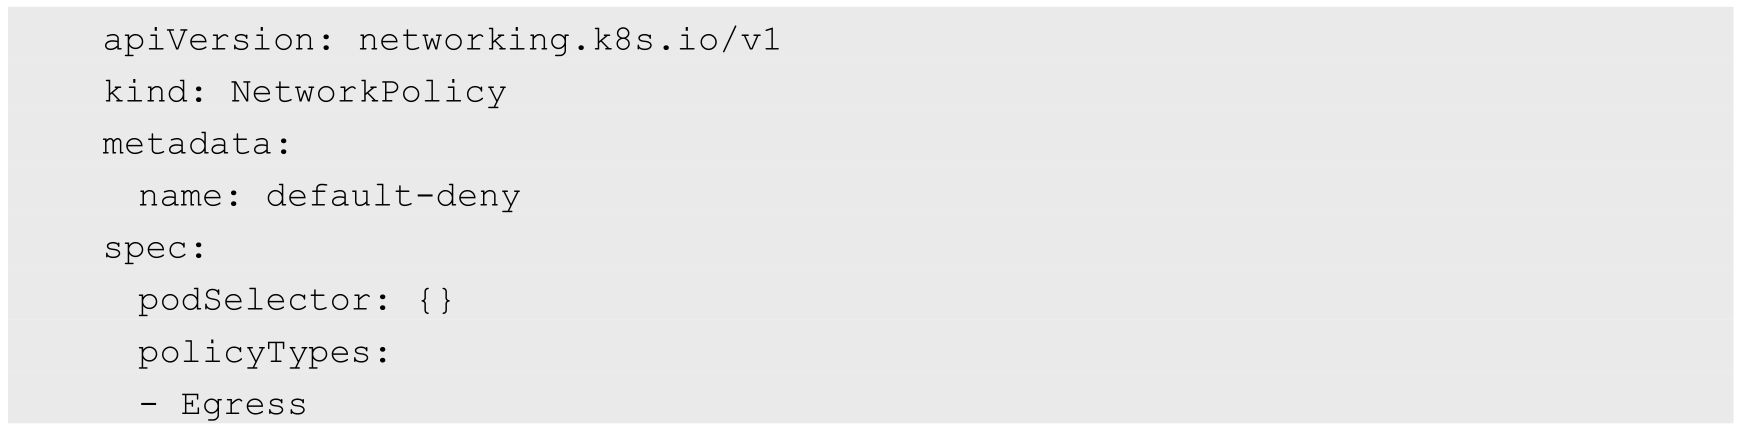 apiVersion: networking.k8s.io/v1
kind: NetworkPolicy
metadata:
  name: default-deny
spec:
  podSelector: {}
  policyTypes:
  - Egress